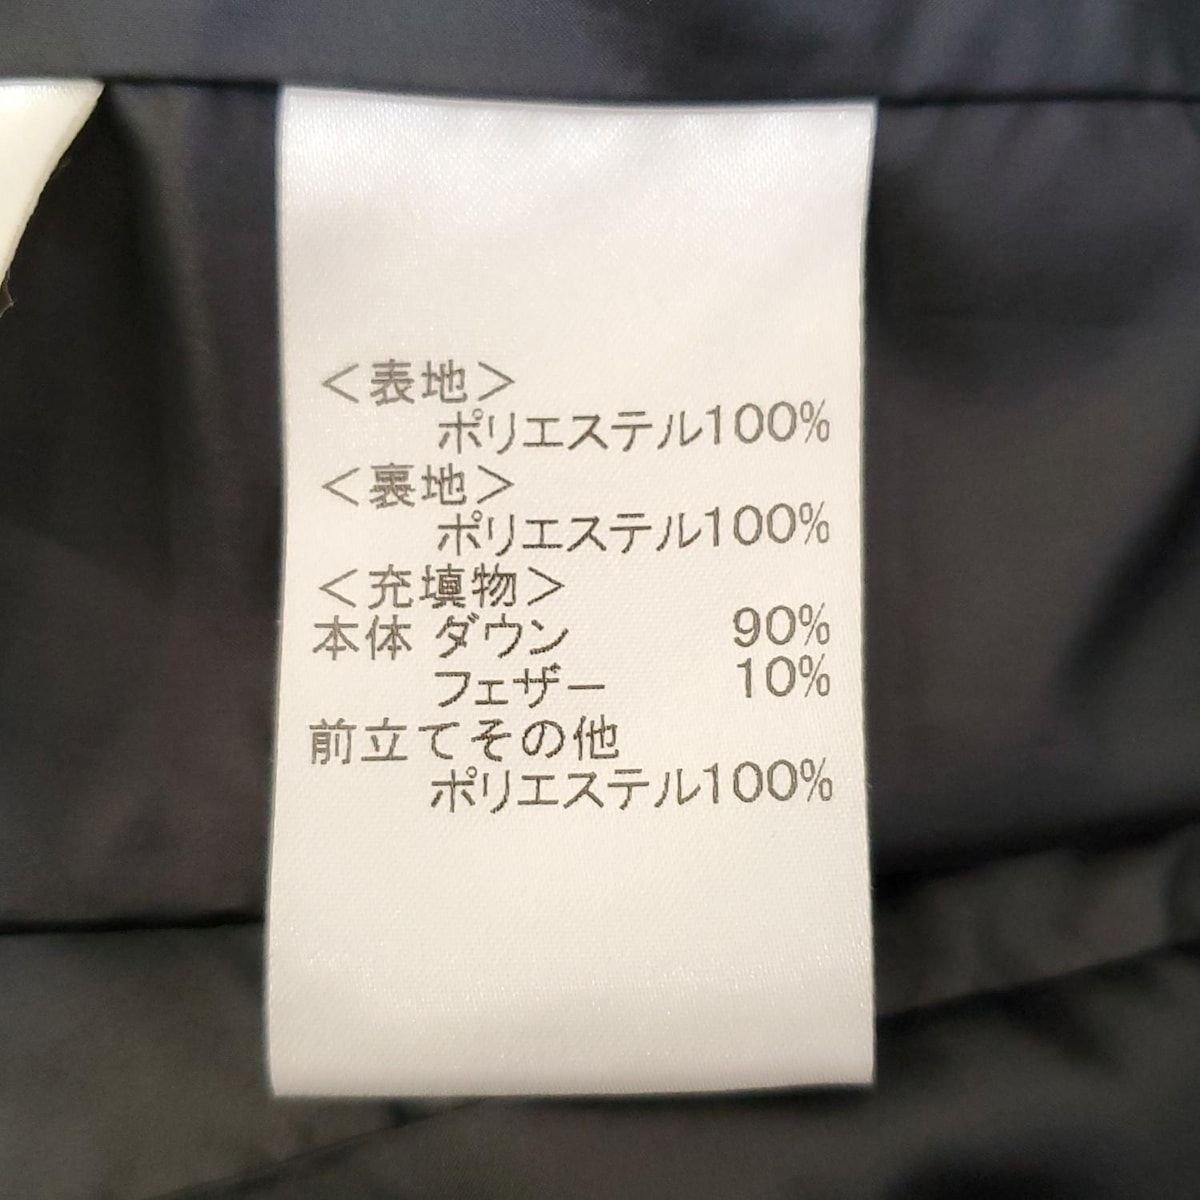 ＜表地＞
ポリエステル100%
＜裏地＞
ポリエステル100%
＜充填物＞
本体 ダウン 90%
フェザー 10%
前立てその他
ポリエステル100%